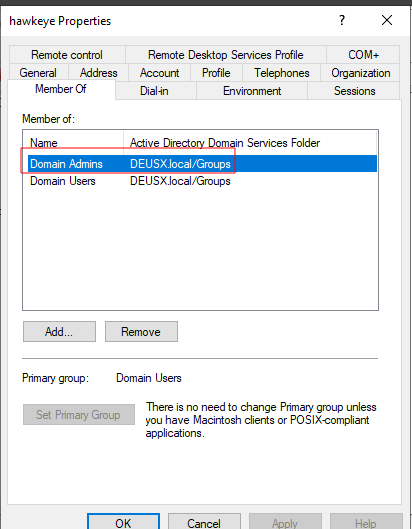 hawkeye Properties
? ×
Remote control Remote Desktop Services Profile COM+
General Address Account Profile Telephones Organization
Member Of Dial-in Environment Sessions
Member of:
Name Active Directory Domain Services Folder
Domain Admins DEUSX.local/Groups
Domain Users DEUSX.local/Groups
Add... Remove
Primary group: Domain Users
Set Primary Group
There is no need to change Primary group unless
you have Macintosh clients or POSIX-compliant
applications.
OK Cancel Apply Help